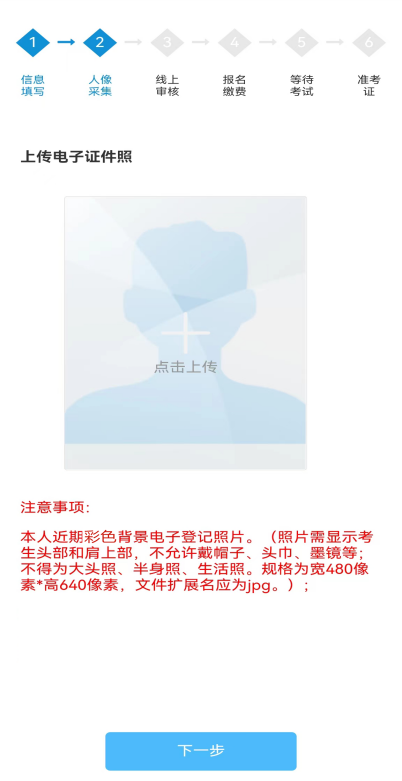 1 2 3 4 5 6
信息 人像 线上 报名 等待 准考
填写 采集 审核 缴费 考试 证
上传电子证件照
点击上传
注意事项:
本人近期彩色背景电子登记照片。（照片需显示考
生头部和肩上部，不允许戴帽子、头巾、墨镜等；
不得为大头照、半身照、生活照。规格为宽480像
素*高640像素，文件扩展名应为jpg。）；
下一步